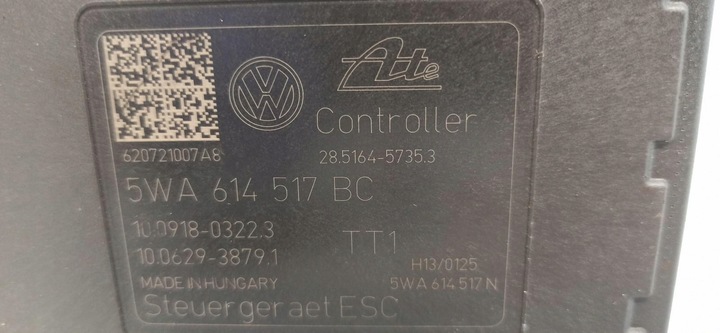 Ate
Controller
620721007A8
28.5164-5735.3
5WA 614 517 BC
10.0918-0322.3
10.0629-3879.1
TT1
H13/0125
MADE IN HUNGARY
5WA 614 517 N
Steuergeraet ESC